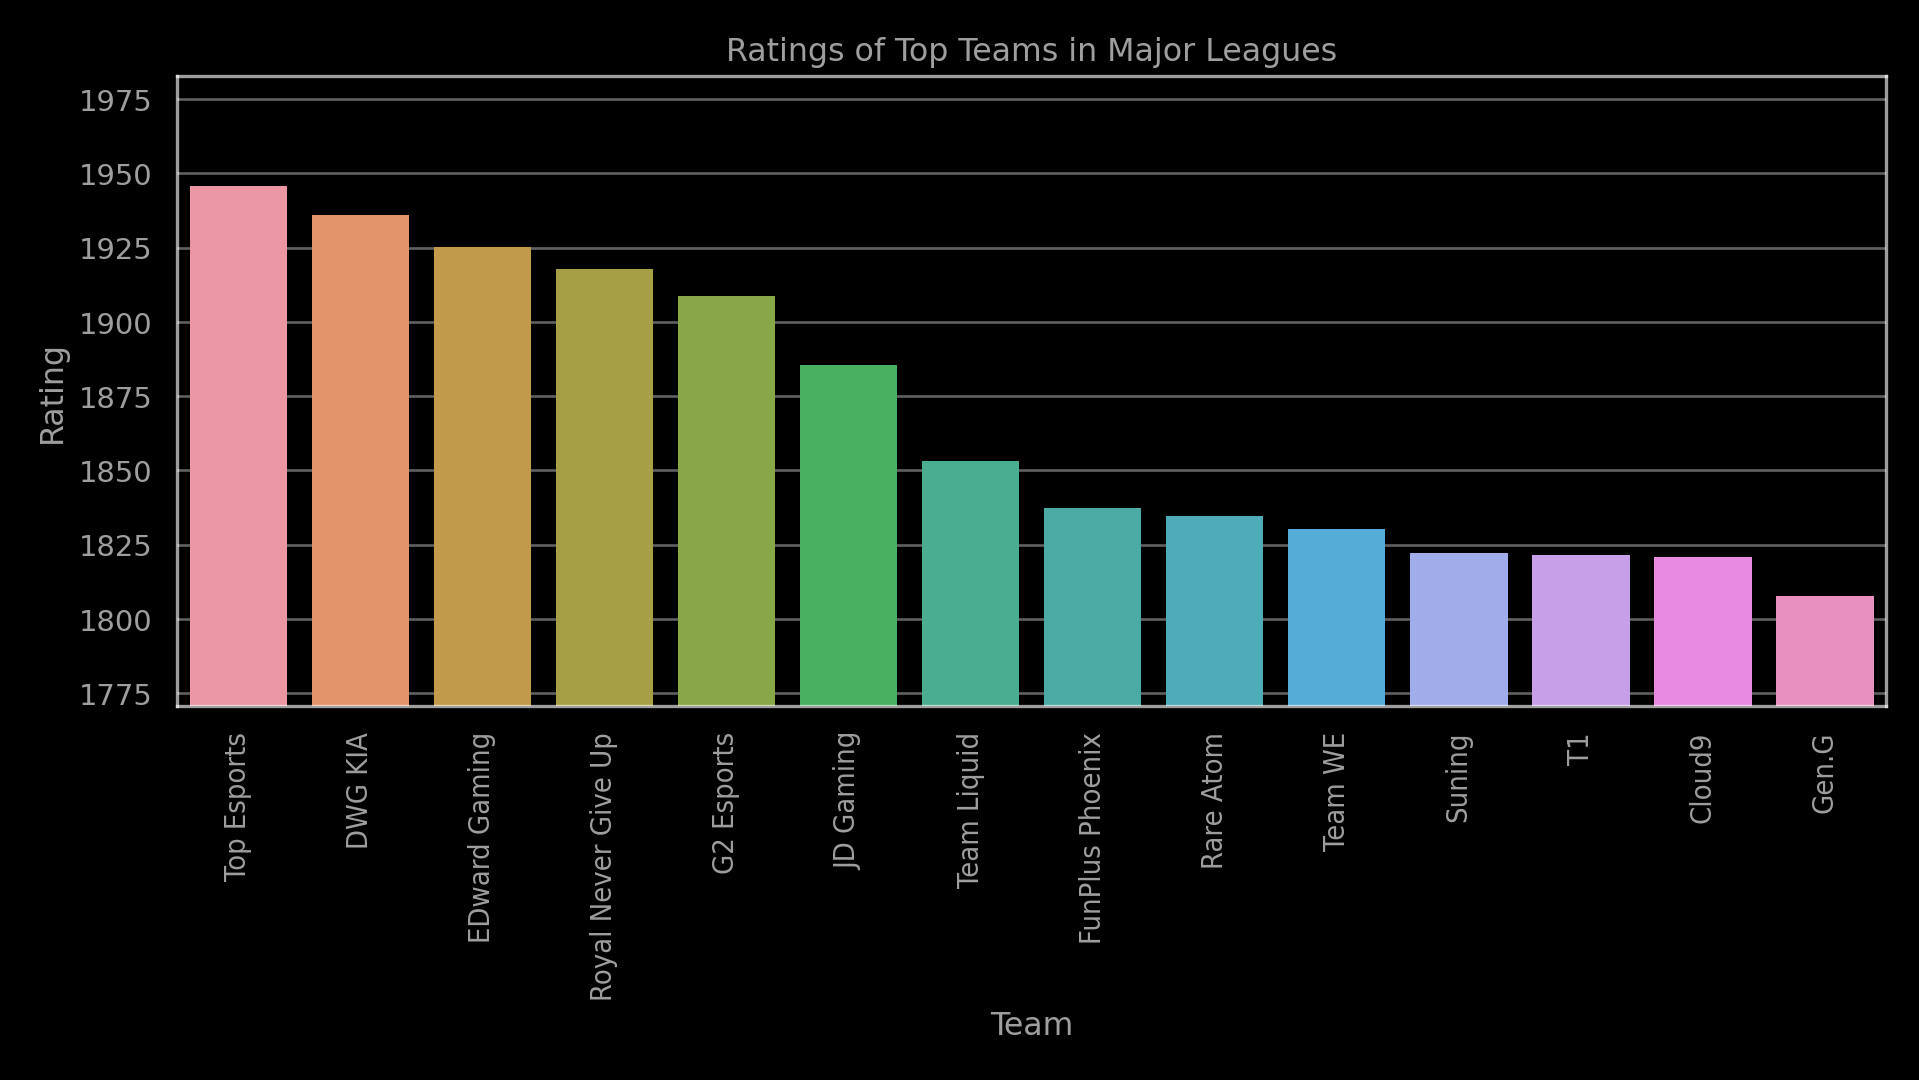 Ratings of Top Teams in Major Leagues
1975
1950
1925
1900
1875
1850
1825
1800
1775
Rating
Top Esports
DWG KIA
EDward Gaming
Royal Never Give Up
G2 Esports
JD Gaming
Team Liquid
FunPlus Phoenix
Rare Atom
Team WE
Suning
T1
Cloud9
Gen.G
Team